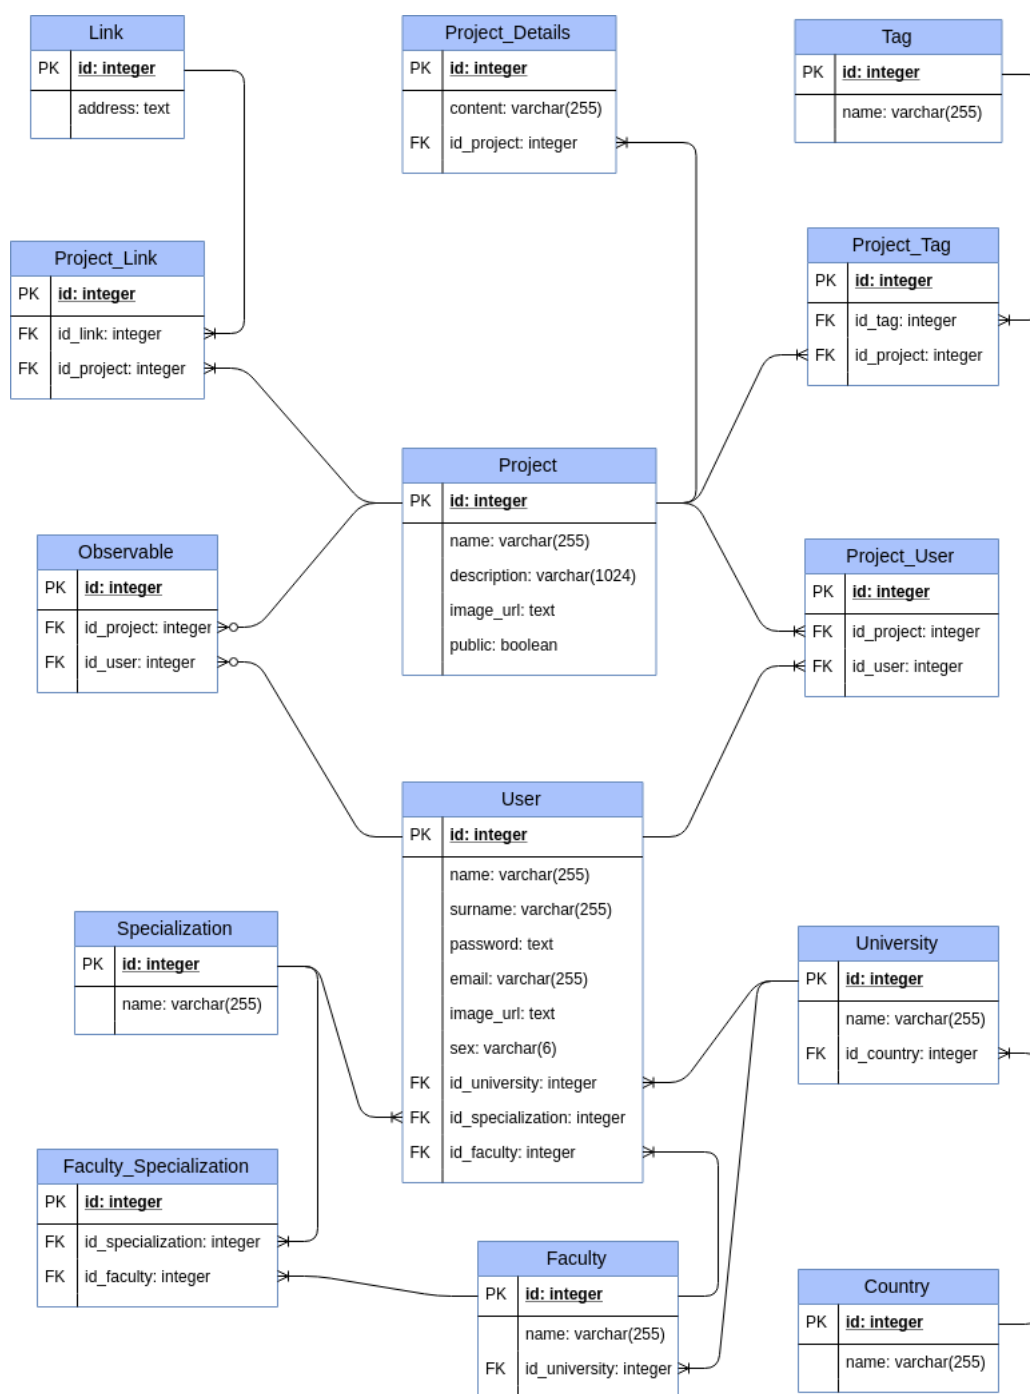 Link
PK id: integer
address: text
Project_Details
PK id: integer
content: varchar(255)
FK id_project: integer
Tag
PK id: integer
name: varchar(255)
Project_Link
PK id: integer
FK id_link: integer
FK id_project: integer
Project_Tag
PK id: integer
FK id_tag: integer
FK id_project: integer
Project
PK id: integer
name: varchar(255)
description: varchar(1024)
image_url: text
public: boolean
Observable
PK id: integer
FK id_project: integer
FK id_user: integer
Project_User
PK id: integer
FK id_project: integer
FK id_user: integer
User
PK id: integer
name: varchar(255)
surname: varchar(255)
password: text
email: varchar(255)
image_url: text
sex: varchar(6)
FK id_university: integer
FK id_specialization: integer
FK id_faculty: integer
Specialization
PK id: integer
name: varchar(255)
University
PK id: integer
name: varchar(255)
FK id_country: integer
Faculty_Specialization
PK id: integer
FK id_specialization: integer
FK id_faculty: integer
Faculty
PK id: integer
name: varchar(255)
FK id_university: integer
Country
PK id: integer
name: varchar(255)